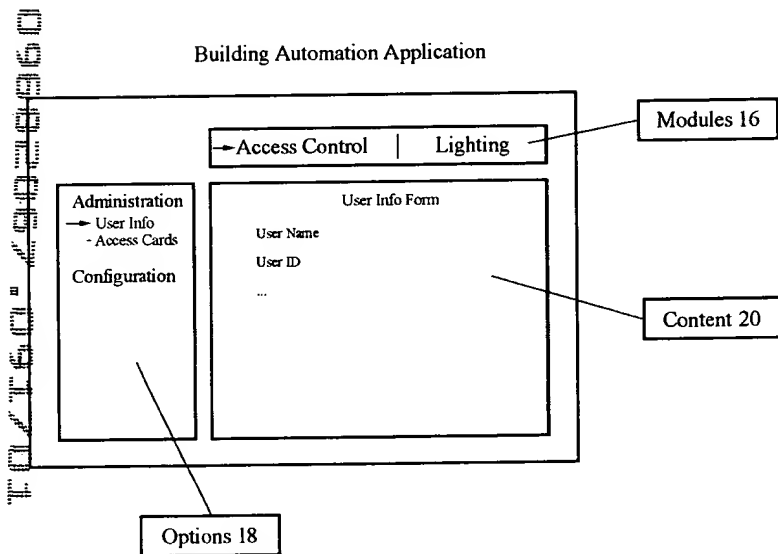 Building Automation Application
Access Control | Lighting
Modules 16
Administration
User Info
- Access Cards
Configuration
User Info Form
User Name
User ID
...
Content 20
Options 18